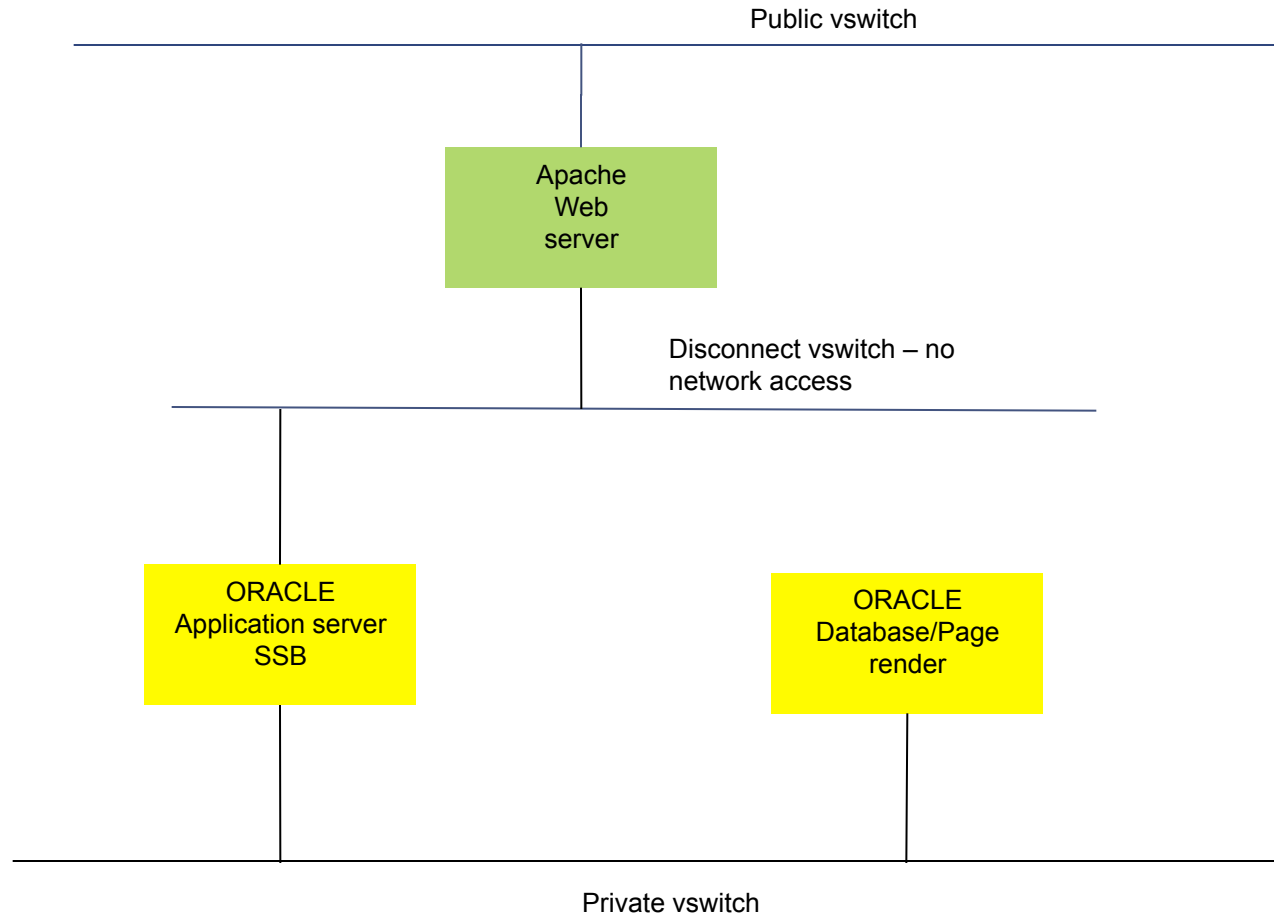 Public vswitch
Apache
Web
server
Disconnect vswitch – no
network access
ORACLE
Application server
SSB
ORACLE
Database/Page
render
Private vswitch